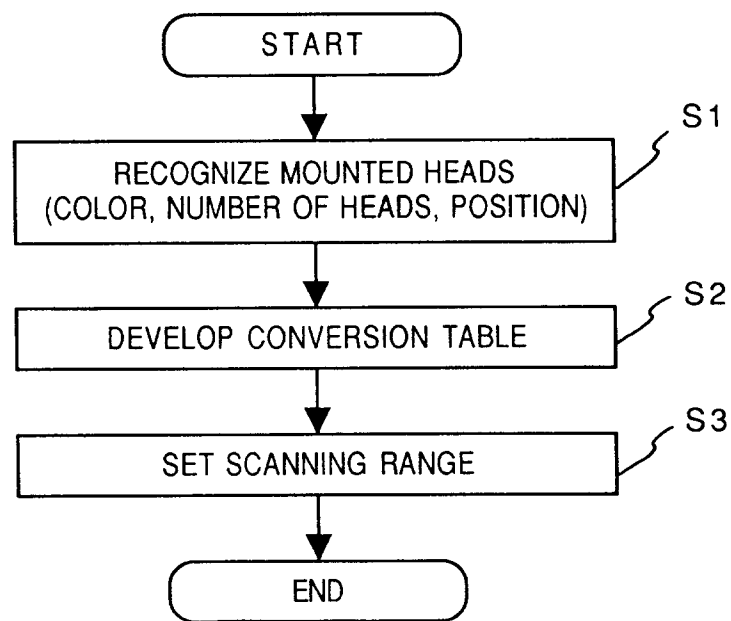 START
S1
RECOGNIZE MOUNTED HEADS
(COLOR, NUMBER OF HEADS, POSITION)
S2
DEVELOP CONVERSION TABLE
S3
SET SCANNING RANGE
END